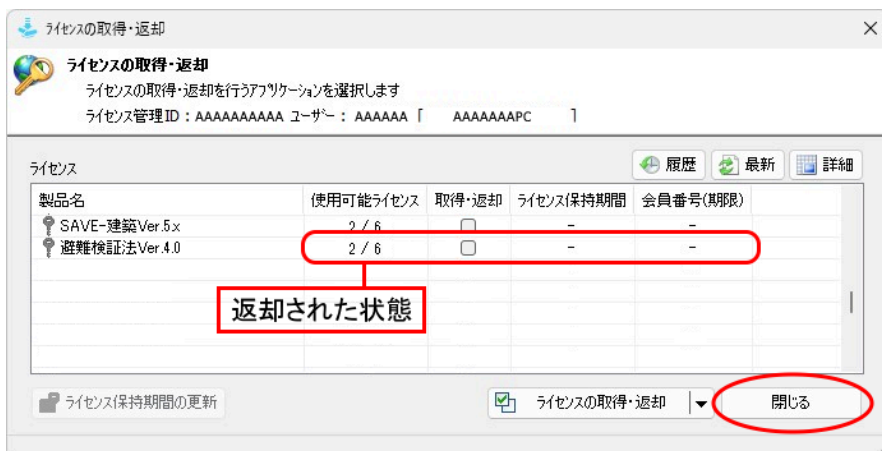 ライセンスの取得・返却
ライセンスの取得・返却
ライセンスの取得・返却を行うアプリケーションを選択します
ライセンス管理ID：AAAAAAAAAA ユーザー： AAAAAA [ AAAAAAAPC ]
ライセンス 履歴 最新 詳細
製品名 使用可能ライセンス 取得・返却 ライセンス保持期間 会員番号(期限)
SAVE-建築Ver.5x 2 / 6 - -
避難検証法Ver.4.0 2 / 6 - -
返却された状態
ライセンス保持期間の更新 ライセンスの取得・返却 閉じる